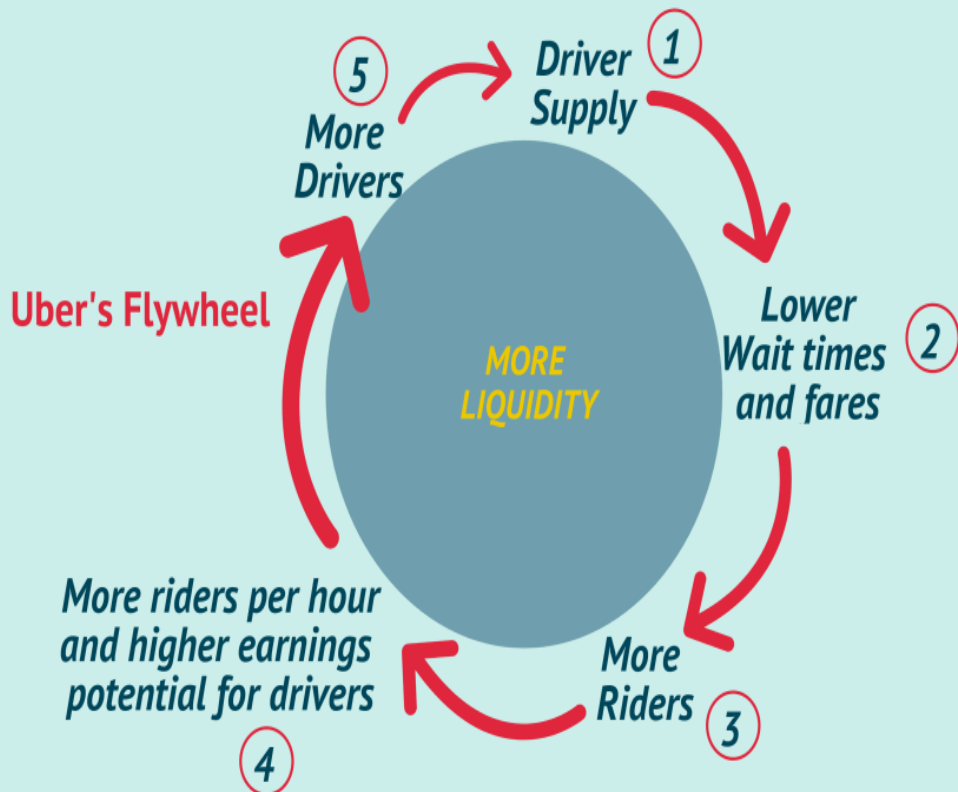 Driver
Supply
1
Lower
Wait times
and fares
2
More
Riders
3
More riders per hour
and higher earnings
potential for drivers
4
5
More
Drivers
Uber's Flywheel
MORE
LIQUIDITY